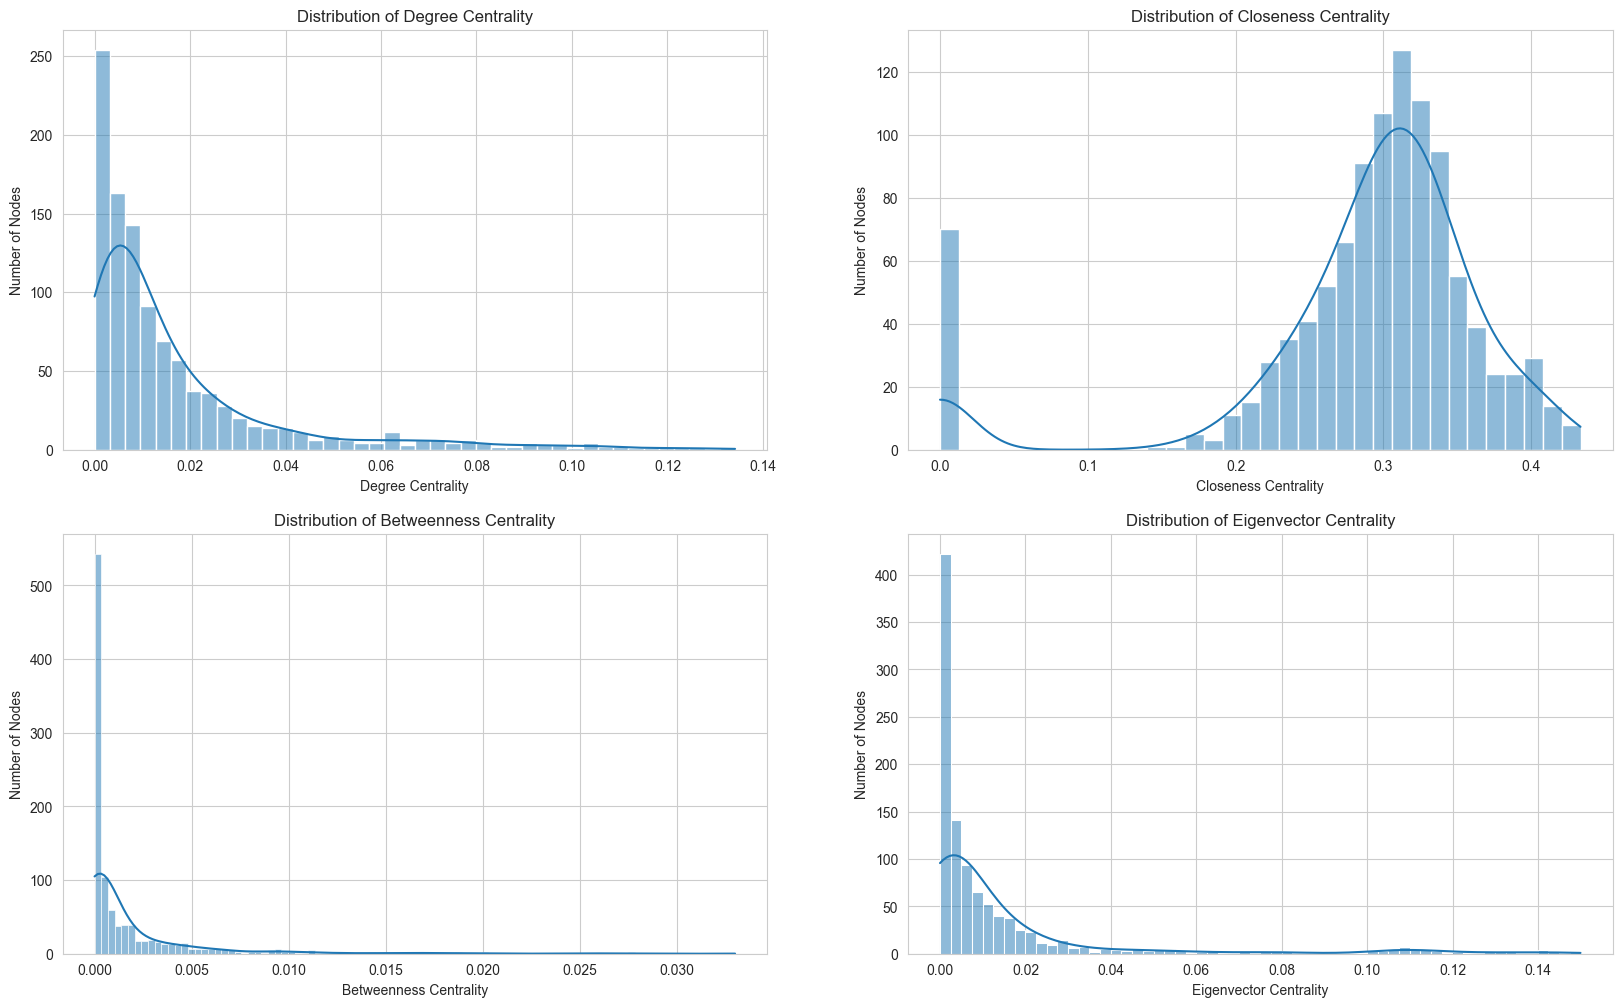 Distribution of Degree Centrality
Number of Nodes
250
200
150
100
50
0
0.00 0.02 0.04 0.06 0.08 0.10 0.12 0.14
Degree Centrality
Distribution of Closeness Centrality
Number of Nodes
120
100
80
60
40
20
0
0.0 0.1 0.2 0.3 0.4
Closeness Centrality
Distribution of Betweenness Centrality
Number of Nodes
500
400
300
200
100
0
0.000 0.005 0.010 0.015 0.020 0.025 0.030
Betweenness Centrality
Distribution of Eigenvector Centrality
Number of Nodes
400
350
300
250
200
150
100
50
0
0.00 0.02 0.04 0.06 0.08 0.10 0.12 0.14
Eigenvector Centrality